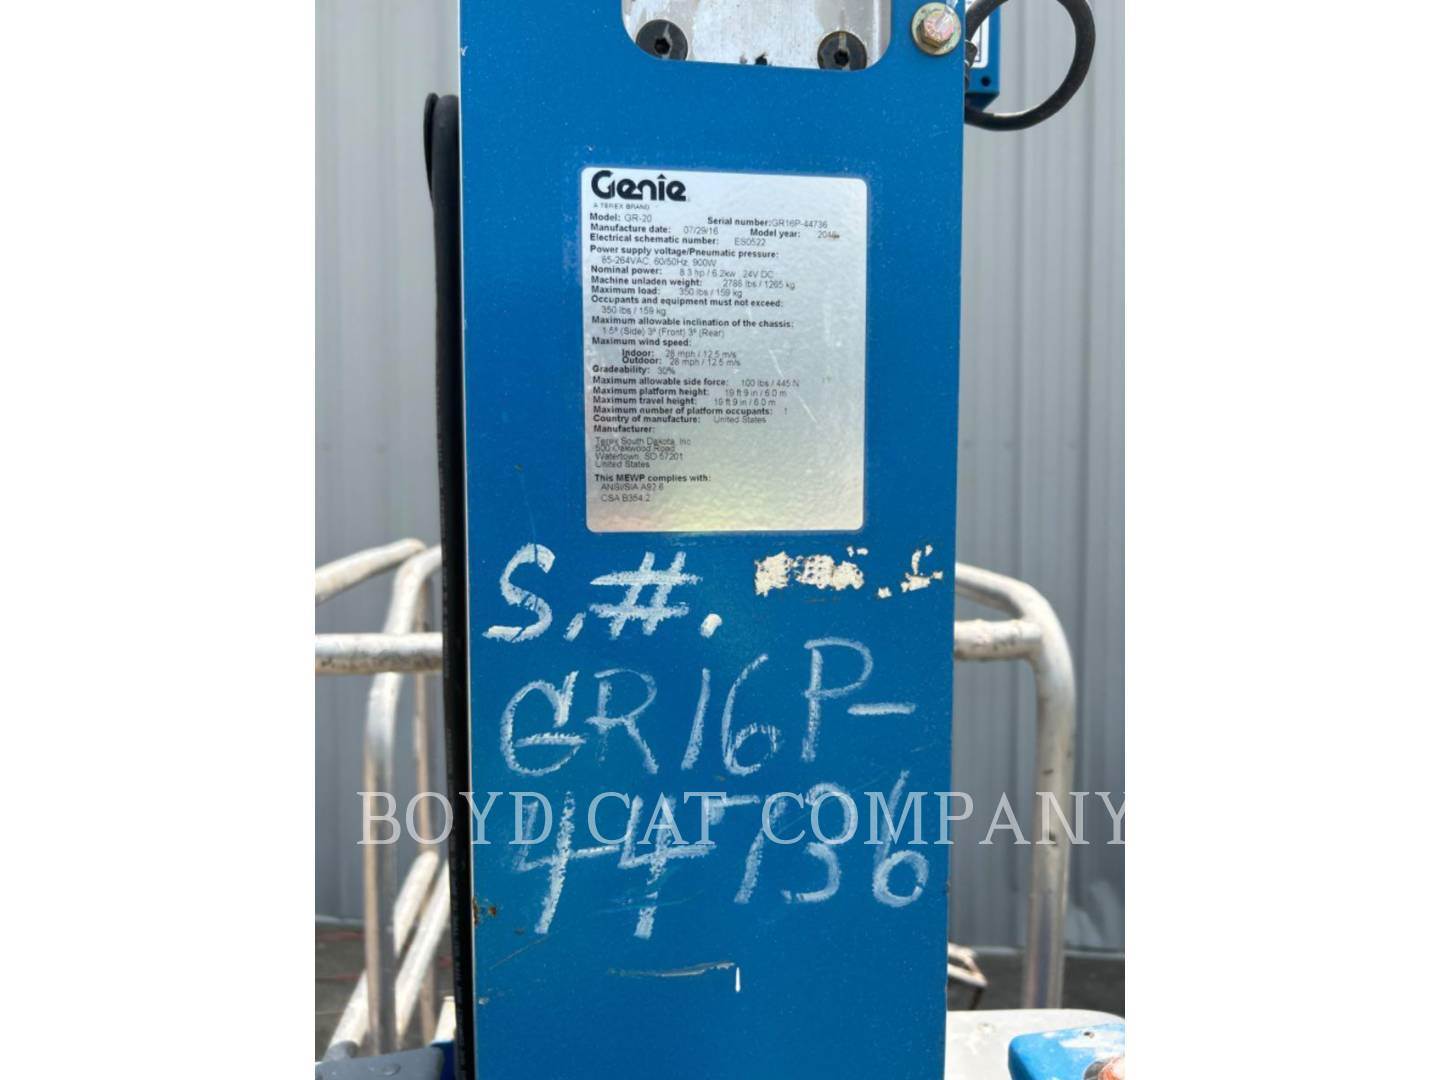 Genie
A TEREX BRAND
Model: GR-20 Serial number:GR16P-44736
Manufacture date: 07/29/16 Model year:
Electrical schematic number: ES0522
Power supply voltage/Pneumatic pressure:
85-264VAC, 60/50Hz, 900W
Nominal power: 8.3 hp / 6.2kw , 24V DC
Machine unladen weight: 2786 lbs / 1265 kg
Maximum load: 350 lbs / 159 kg
Occupants and equipment must not exceed:
350 lbs / 159 kg
Maximum allowable inclination of the chassis:
1.5º (Side) 3º (Front) 3º (Rear)
Maximum wind speed:
Indoor: 28 mph / 12.5 m/s
Outdoor: 28 mph / 12.5 m/s
Gradeability: 30%
Maximum allowable side force: 100 lbs / 445 N
Maximum platform height: 19 ft 9 in / 6.0 m
Maximum travel height: 19 ft 9 in / 6.0 m
Maximum number of platform occupants: 1
Country of manufacture: United States
Manufacturer:
Terex South Dakota, Inc
500 Oakwood Road
Watertown, SD 57201
United States
This MEWP complies with:
ANSI/SIA A92.6
CSA B354.2
S.#.
GR16P-
44736
BOYD CAT COMPANY